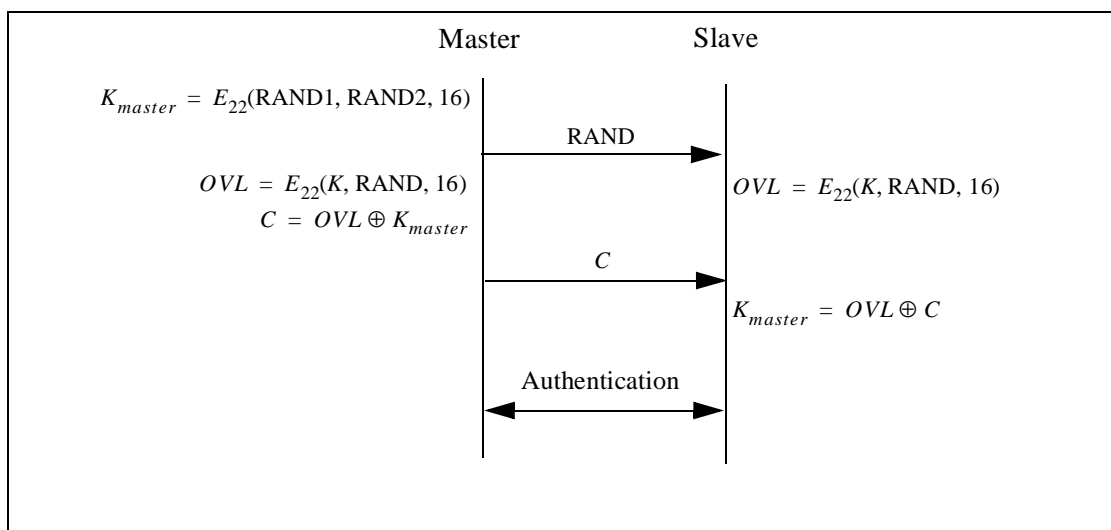 Master Slave
K_master = E_22(RAND1, RAND2, 16)
RAND
OVL = E_22(K, RAND, 16) OVL = E_22(K, RAND, 16)
C = OVL ⊕ K_master
C
K_master = OVL ⊕ C
Authentication